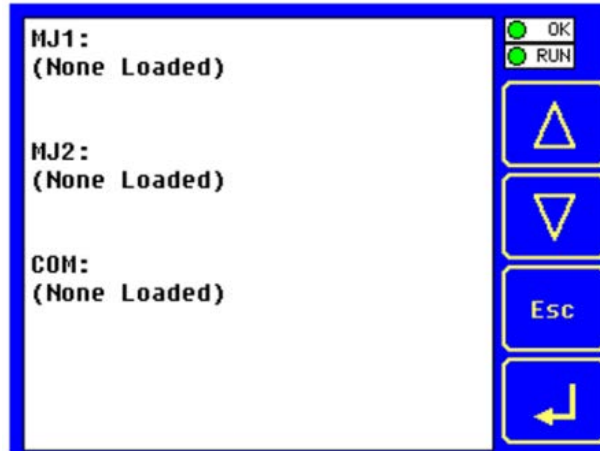 MJ1:
(None Loaded)
MJ2:
(None Loaded)
COM:
(None Loaded)
OK
RUN
Esc